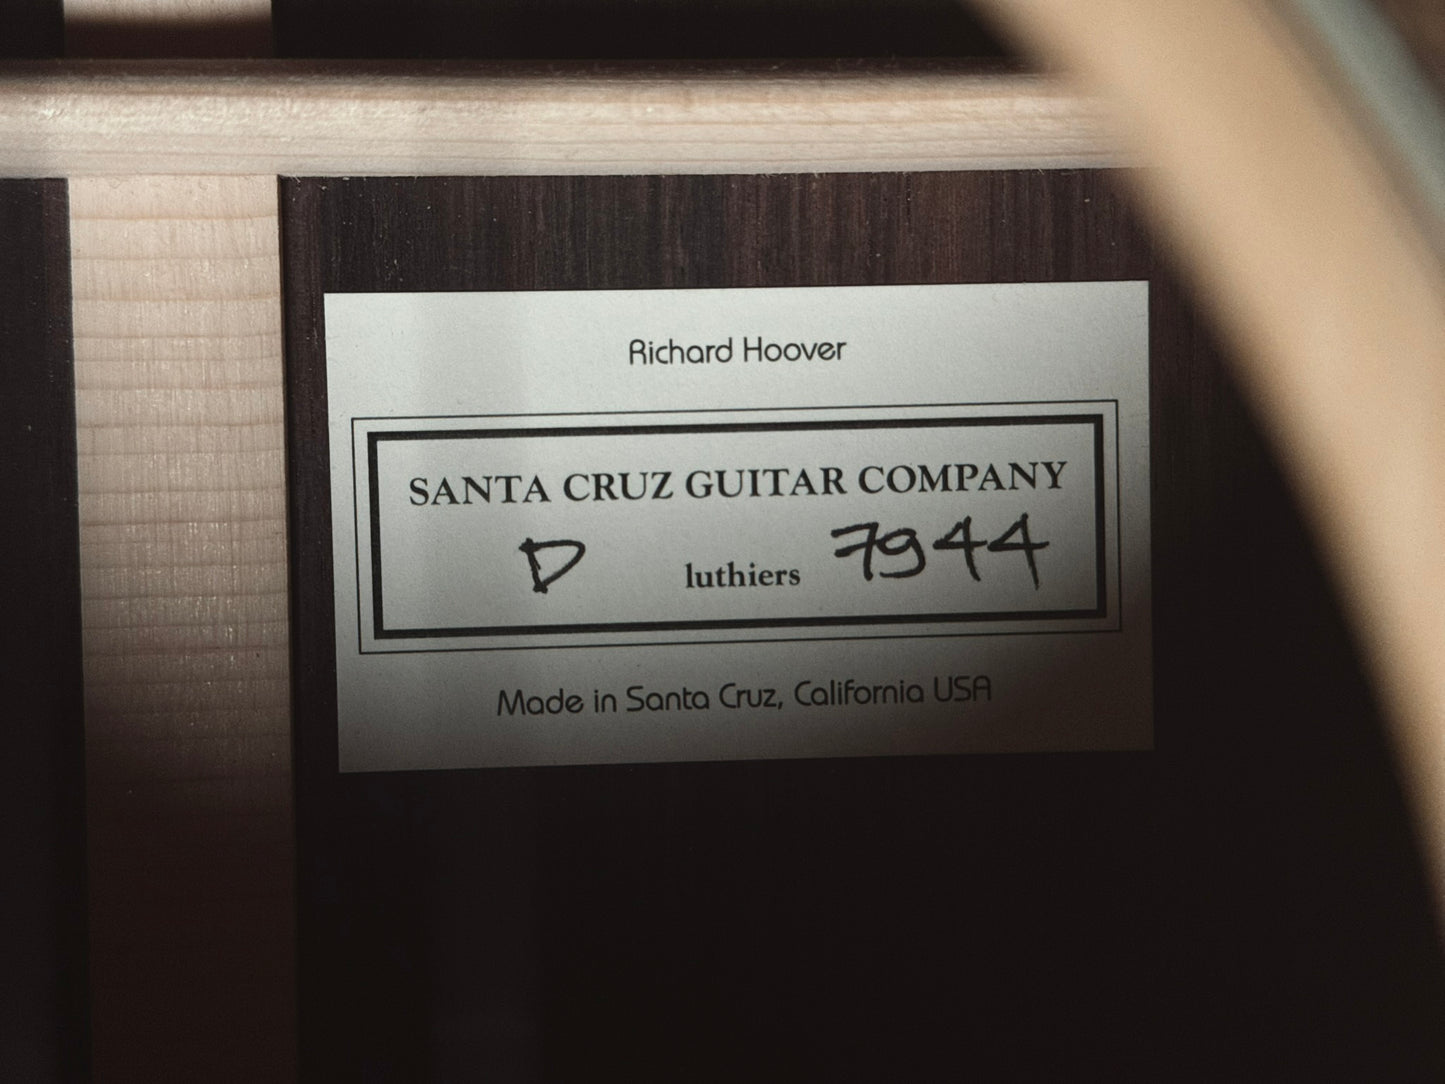 Richard Hoover
SANTA CRUZ GUITAR COMPANY
D luthiers 7944
Made in Santa Cruz, California USA